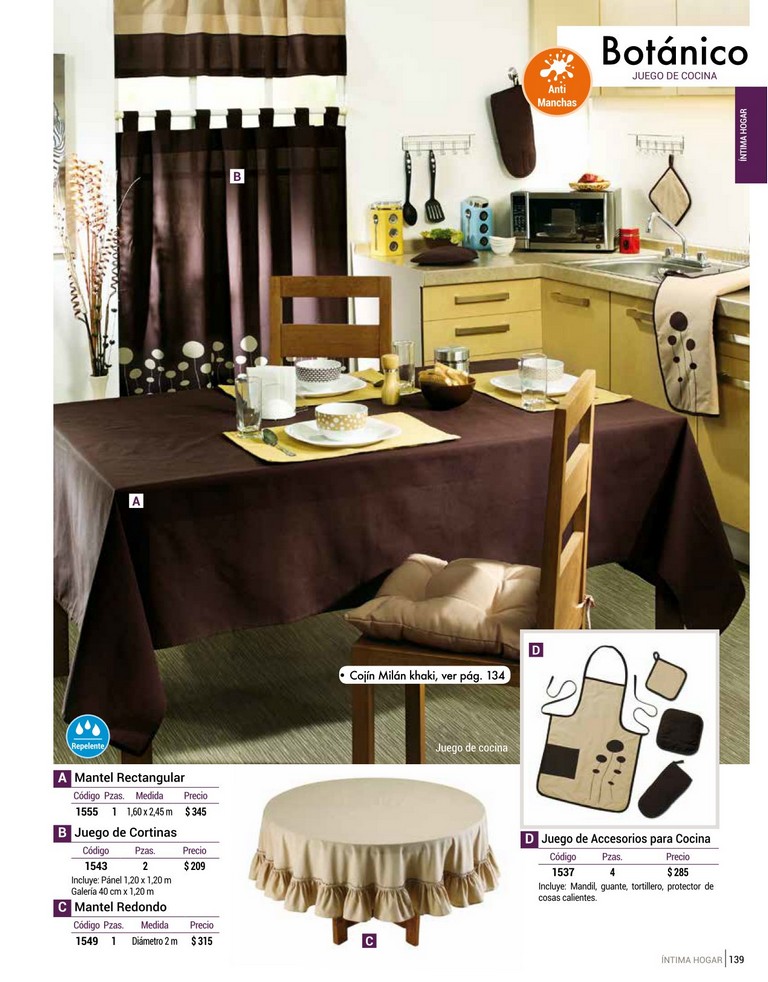 Botánico
JUEGO DE COCINA
Anti
Manchas
ÍNTIMA HOGAR
B
A
• Cojín Milán khaki, ver pág. 134
D
Repelente
Juego de cocina
A Mantel Rectangular
Código Pzas. Medida Precio
1555 1 1,60 x 2,45 m $ 345
B Juego de Cortinas
Código Pzas. Precio
1543 2 $ 209
Incluye: Pánel 1,20 x 1,20 m
Galería 40 cm x 1,20 m
C Mantel Redondo
Código Pzas. Medida Precio
1549 1 Diámetro 2 m $ 315
C
D Juego de Accesorios para Cocina
Código Pzas. Precio
1537 4 $ 285
Incluye: Mandil, guante, tortillero, protector de
cosas calientes.
ÍNTIMA HOGAR 139